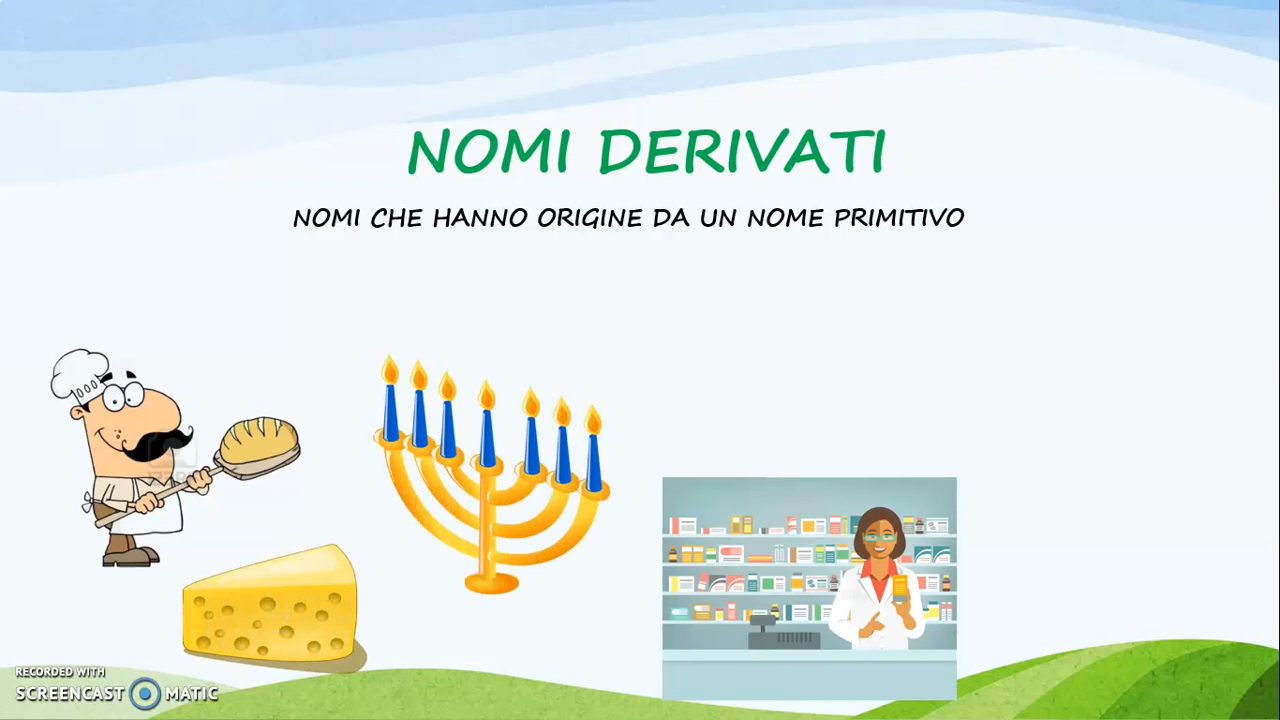 NOMI DERIVATI
NOMI CHE HANNO ORIGINE DA UN NOME PRIMITIVO
RECORDED WITH
SCREENCAST MATIC